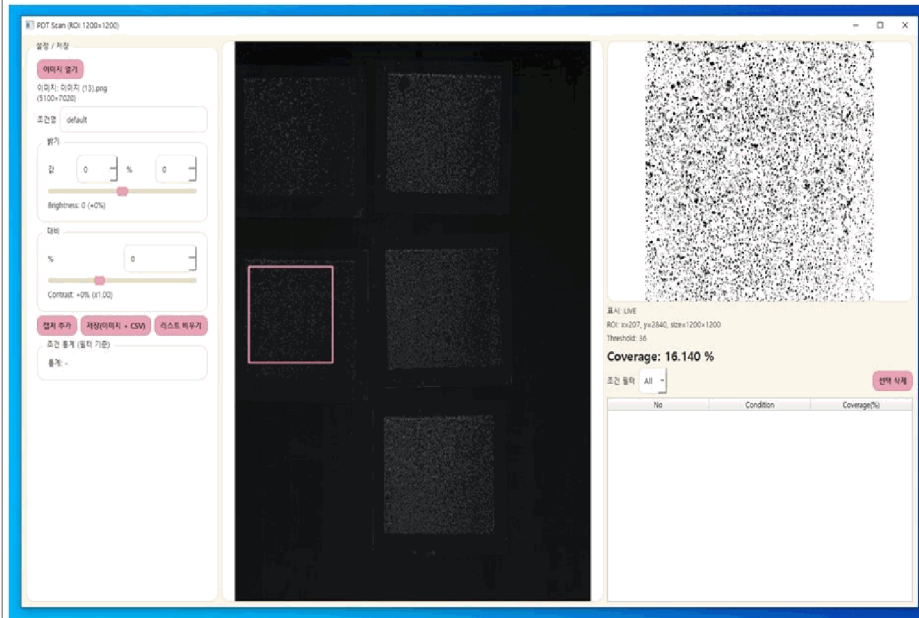 PDT Scan (ROI: 1200×1200)
설정 / 저장
이미지 열기
이미지: 이미지 (13).png
(5100×7020)
조건명 default
밝기
값 0 % 0
Brightness: 0 (+0%)
대비
% 0
Contrast: +0% (x1.00)
캡처 추가 저장(이미지 + CSV) 리스트 비우기
조건 통계 (필터 기준)
통계: -
표시: LIVE
ROI: x=207, y=2840, size=1200×1200
Threshold: 36
Coverage: 16.140 %
조건 필터 All 선택 삭제
No Condition Coverage(%)